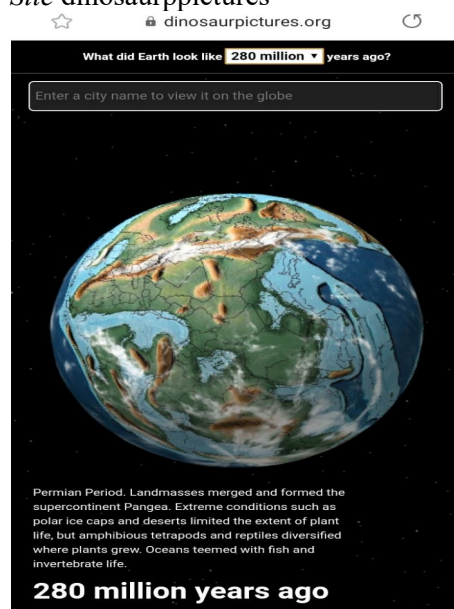 Site dinosaurppictures
dinosaurpictures.org
What did Earth look like 280 million years ago?
Enter a city name to view it on the globe
Permian Period. Landmasses merged and formed the
supercontinent Pangea. Extreme conditions such as
polar ice caps and deserts limited the extent of plant
life, but amphibious tetrapods and reptiles diversified
where plants grew. Oceans teemed with fish and
invertebrate life.
280 million years ago